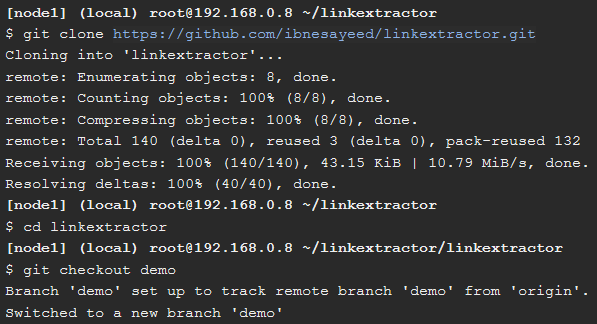 [node1] (local) root@192.168.0.8 ~/linkextractor
$ git clone https://github.com/ibnesayeed/linkextractor.git
Cloning into 'linkextractor'...
remote: Enumerating objects: 8, done.
remote: Counting objects: 100% (8/8), done.
remote: Compressing objects: 100% (8/8), done.
remote: Total 140 (delta 0), reused 3 (delta 0), pack-reused 132
Receiving objects: 100% (140/140), 43.15 KiB | 10.79 MiB/s, done.
Resolving deltas: 100% (40/40), done.
[node1] (local) root@192.168.0.8 ~/linkextractor
$ cd linkextractor
[node1] (local) root@192.168.0.8 ~/linkextractor/linkextractor
$ git checkout demo
Branch 'demo' set up to track remote branch 'demo' from 'origin'.
Switched to a new branch 'demo'